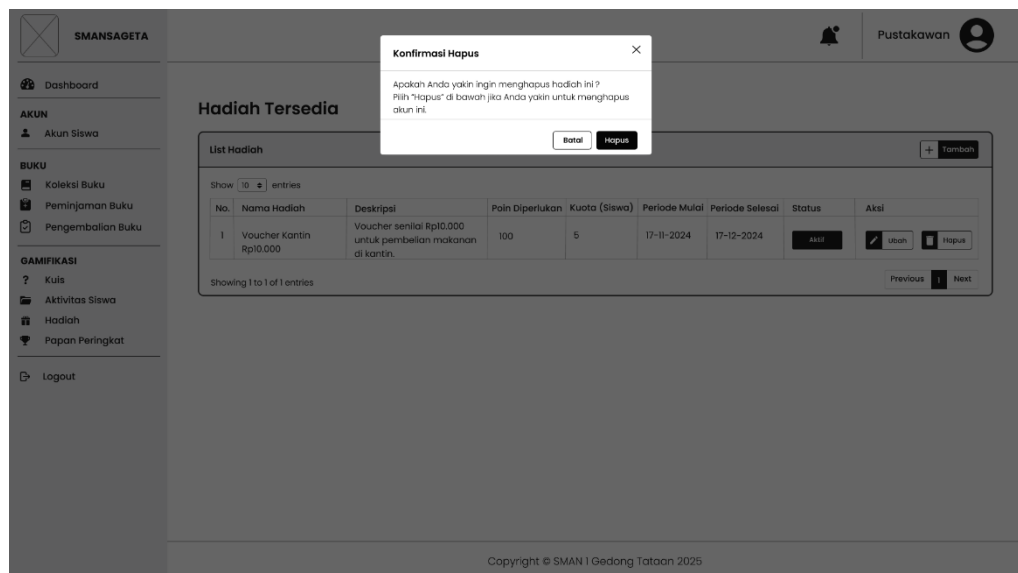 SMANSAGETA
Pustakawan
Konfirmasi Hapus
Apakah Anda yakin ingin menghapus hadiah ini ?
Pilih "Hapus" di bawah jika Anda yakin untuk menghapus
akun ini.
Batal Hapus
Dashboard
AKUN
Akun Siswa
BUKU
Koleksi Buku
Peminjaman Buku
Pengembalian Buku
GAMIFIKASI
? Kuis
Aktivitas Siswa
Hadiah
Papan Peringkat
Logout
Hadiah Tersedia
List Hadiah
+ Tambah
Show 10 entries
No. Nama Hadiah Deskripsi Poin Diperlukan Kuota (Siswa) Periode Mulai Periode Selesai Status Aksi
1 Voucher Kantin Rp10.000 Voucher senilai Rp10.000 untuk pembelian makanan di kantin. 100 5 17-11-2024 17-12-2024 Aktif Ubah Hapus
Showing 1 to 1 of 1 entries
Previous 1 Next
Copyright © SMAN 1 Gedong Tataan 2025